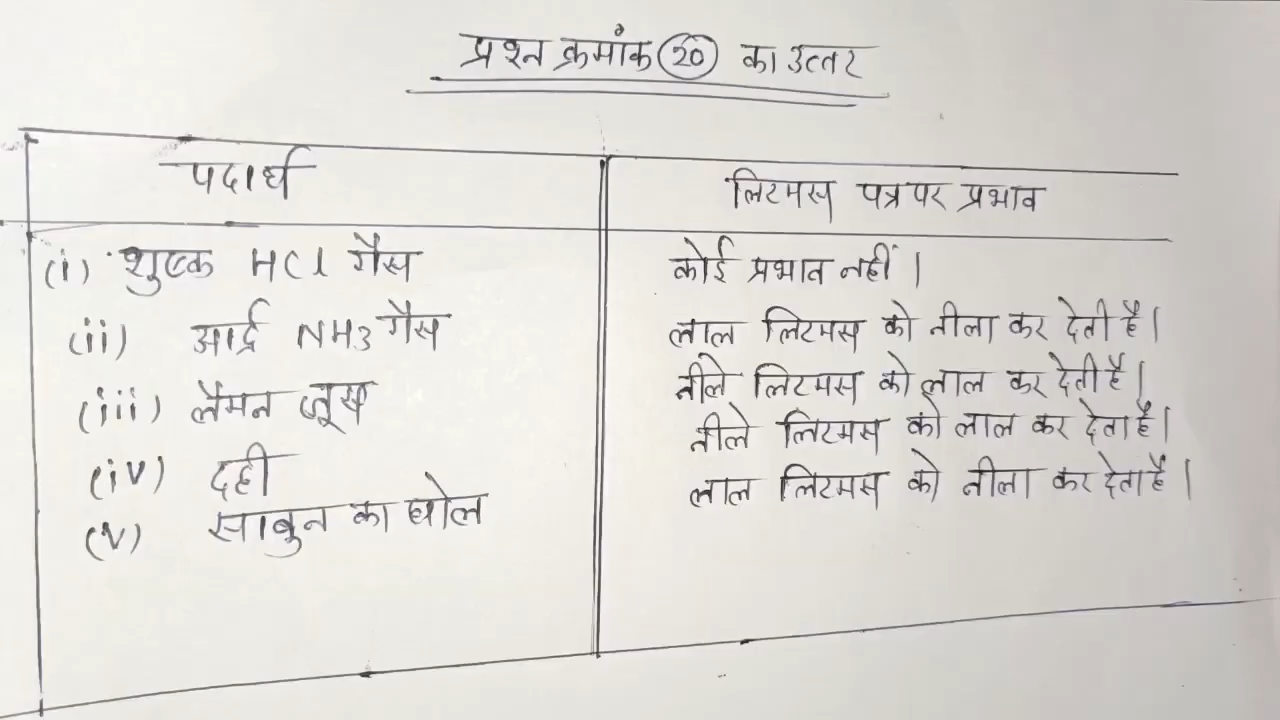 प्रश्न क्रमांक 20 का उत्तर
पदार्थ लिटमस पत्र पर प्रभाव
(i) शुष्क HCl गैस कोई प्रभाव नहीं ।
(ii) आर्द्र NH3 गैस लाल लिटमस को नीला कर देती है ।
(iii) लैमन जूस नीले लिटमस को लाल कर देती है ।
(iv) दही नीले लिटमस को लाल कर देता है ।
(v) साबुन का घोल लाल लिटमस को नीला कर देता है ।